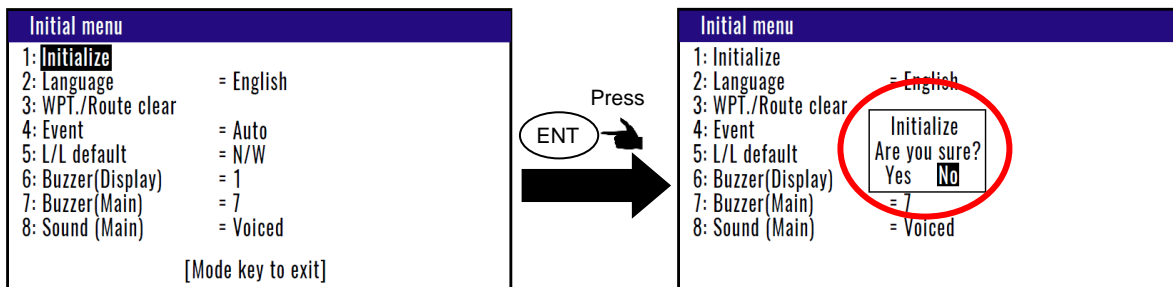 Initial menu
1: Initialize
2: Language = English
3: WPT./Route clear
4: Event = Auto
5: L/L default = N/W
6: Buzzer(Display) = 1
7: Buzzer(Main) = 7
8: Sound (Main) = Voiced
[Mode key to exit]
Press
ENT
Initial menu
1: Initialize
2: Language = English
3: WPT./Route clear
4: Event
5: L/L default
6: Buzzer(Display)
7: Buzzer(Main) = 7
8: Sound (Main) = Voiced
Initialize
Are you sure?
Yes No